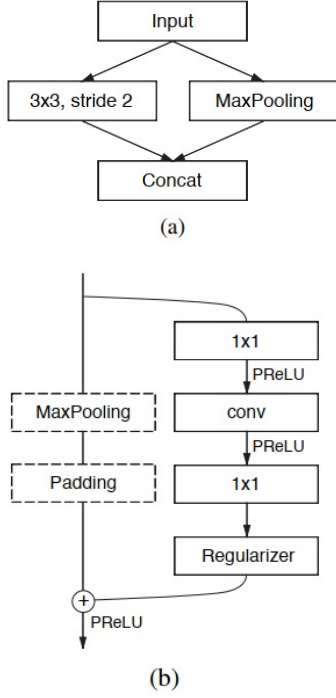 Input
3x3, stride 2
MaxPooling
Concat
(a)
1x1
PReLU
MaxPooling
conv
PReLU
Padding
1x1
Regularizer
+
PReLU
(b)